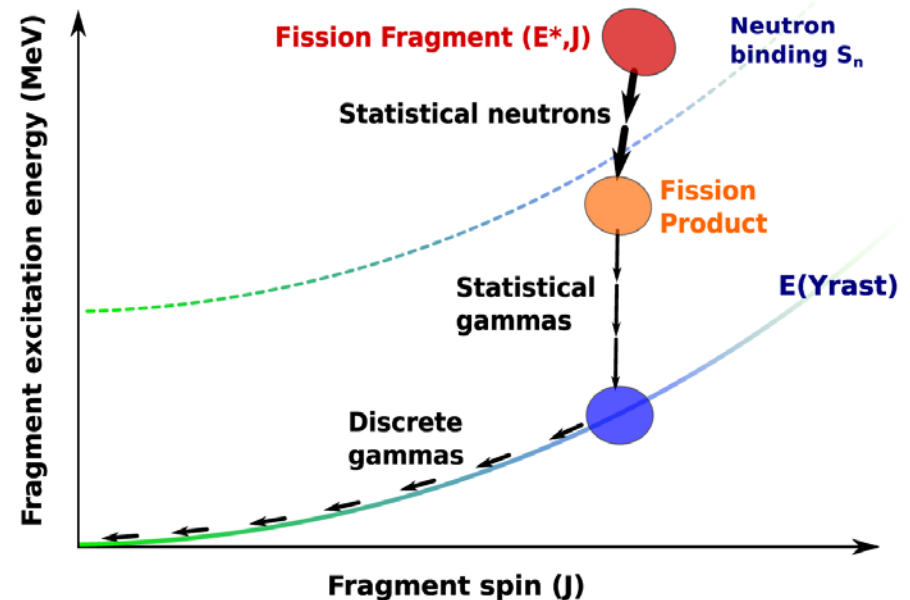 Fragment excitation energy (MeV)
Fission Fragment (E*,J)
Neutron
binding Sₙ
Statistical neutrons
Fission
Product
Statistical
gammas
E(Yrast)
Discrete
gammas
Fragment spin (J)